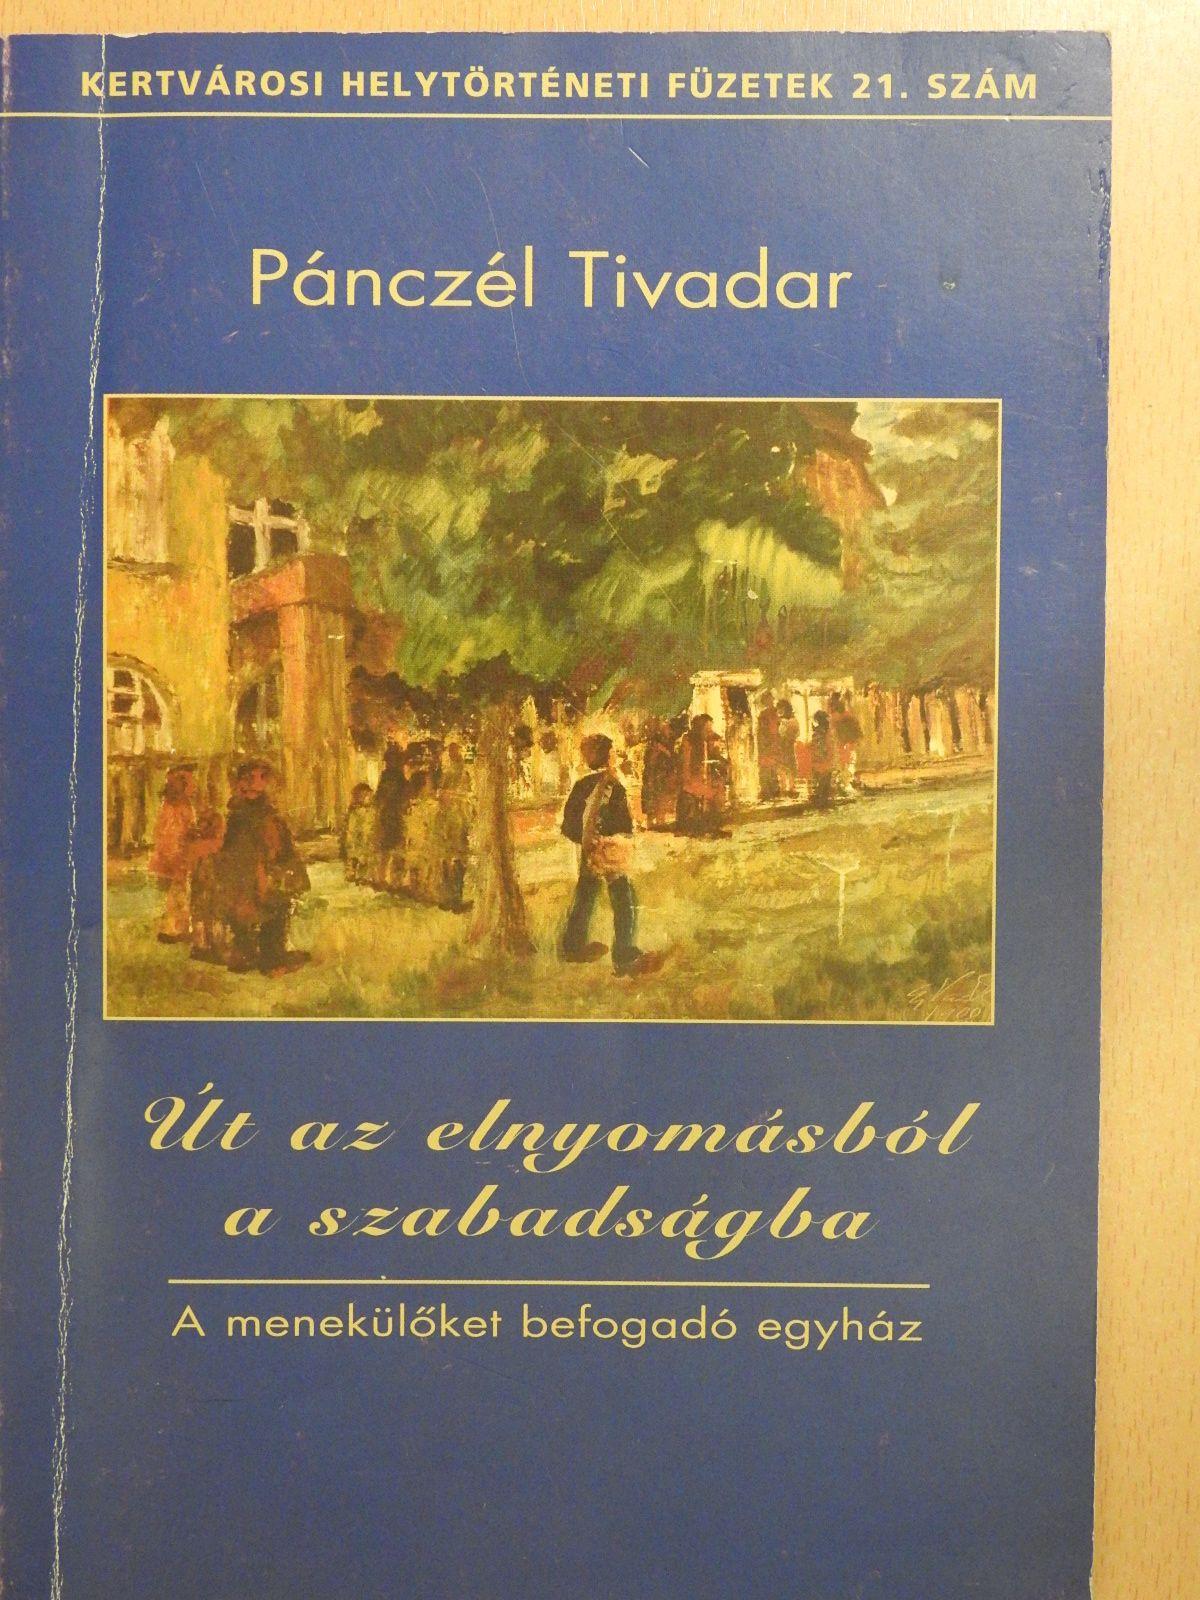 KERTVÁROSI HELYTÖRTÉNETI FÜZETEK 21. SZÁM
Pánczél Tivadar
Út az elnyomásból
a szabadságba
A menekülőket befogadó egyház